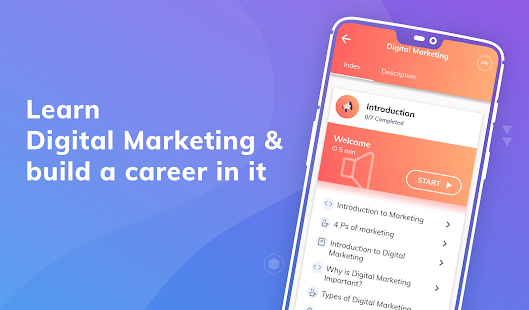 Learn
Digital Marketing &
build a career in it
Digital Marketing
0%
Index
Description
Introduction
0/7 Completed
Welcome
5 min
START
Introduction to Marketing
4 Ps of marketing
Introduction to Digital
Marketing
Why is Digital Marketing
Important?
Types of Digital Marketing